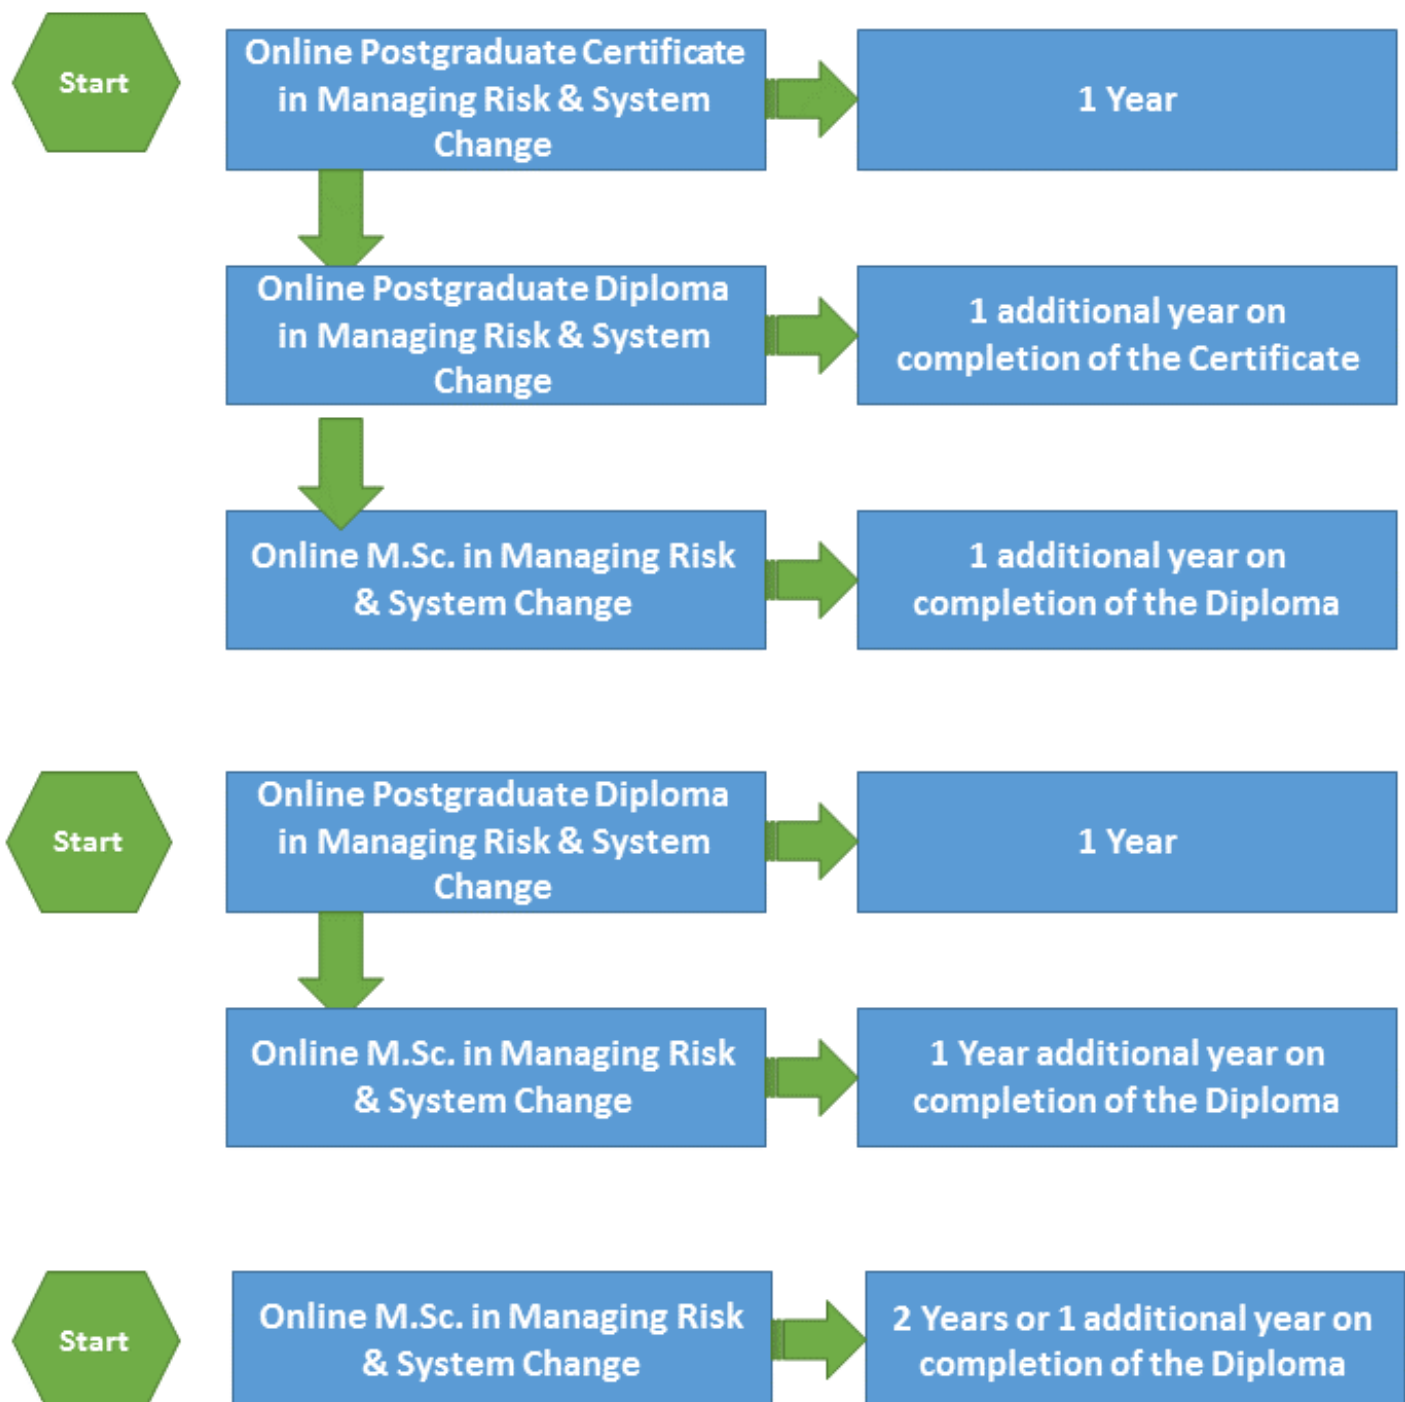 Start
Online Postgraduate Certificate
in Managing Risk & System
Change
1 Year
Online Postgraduate Diploma
in Managing Risk & System
Change
1 additional year on
completion of the Certificate
Online M.Sc. in Managing Risk
& System Change
1 additional year on
completion of the Diploma
Start
Online Postgraduate Diploma
in Managing Risk & System
Change
1 Year
Online M.Sc. in Managing Risk
& System Change
1 Year additional year on
completion of the Diploma
Start
Online M.Sc. in Managing Risk
& System Change
2 Years or 1 additional year on
completion of the Diploma